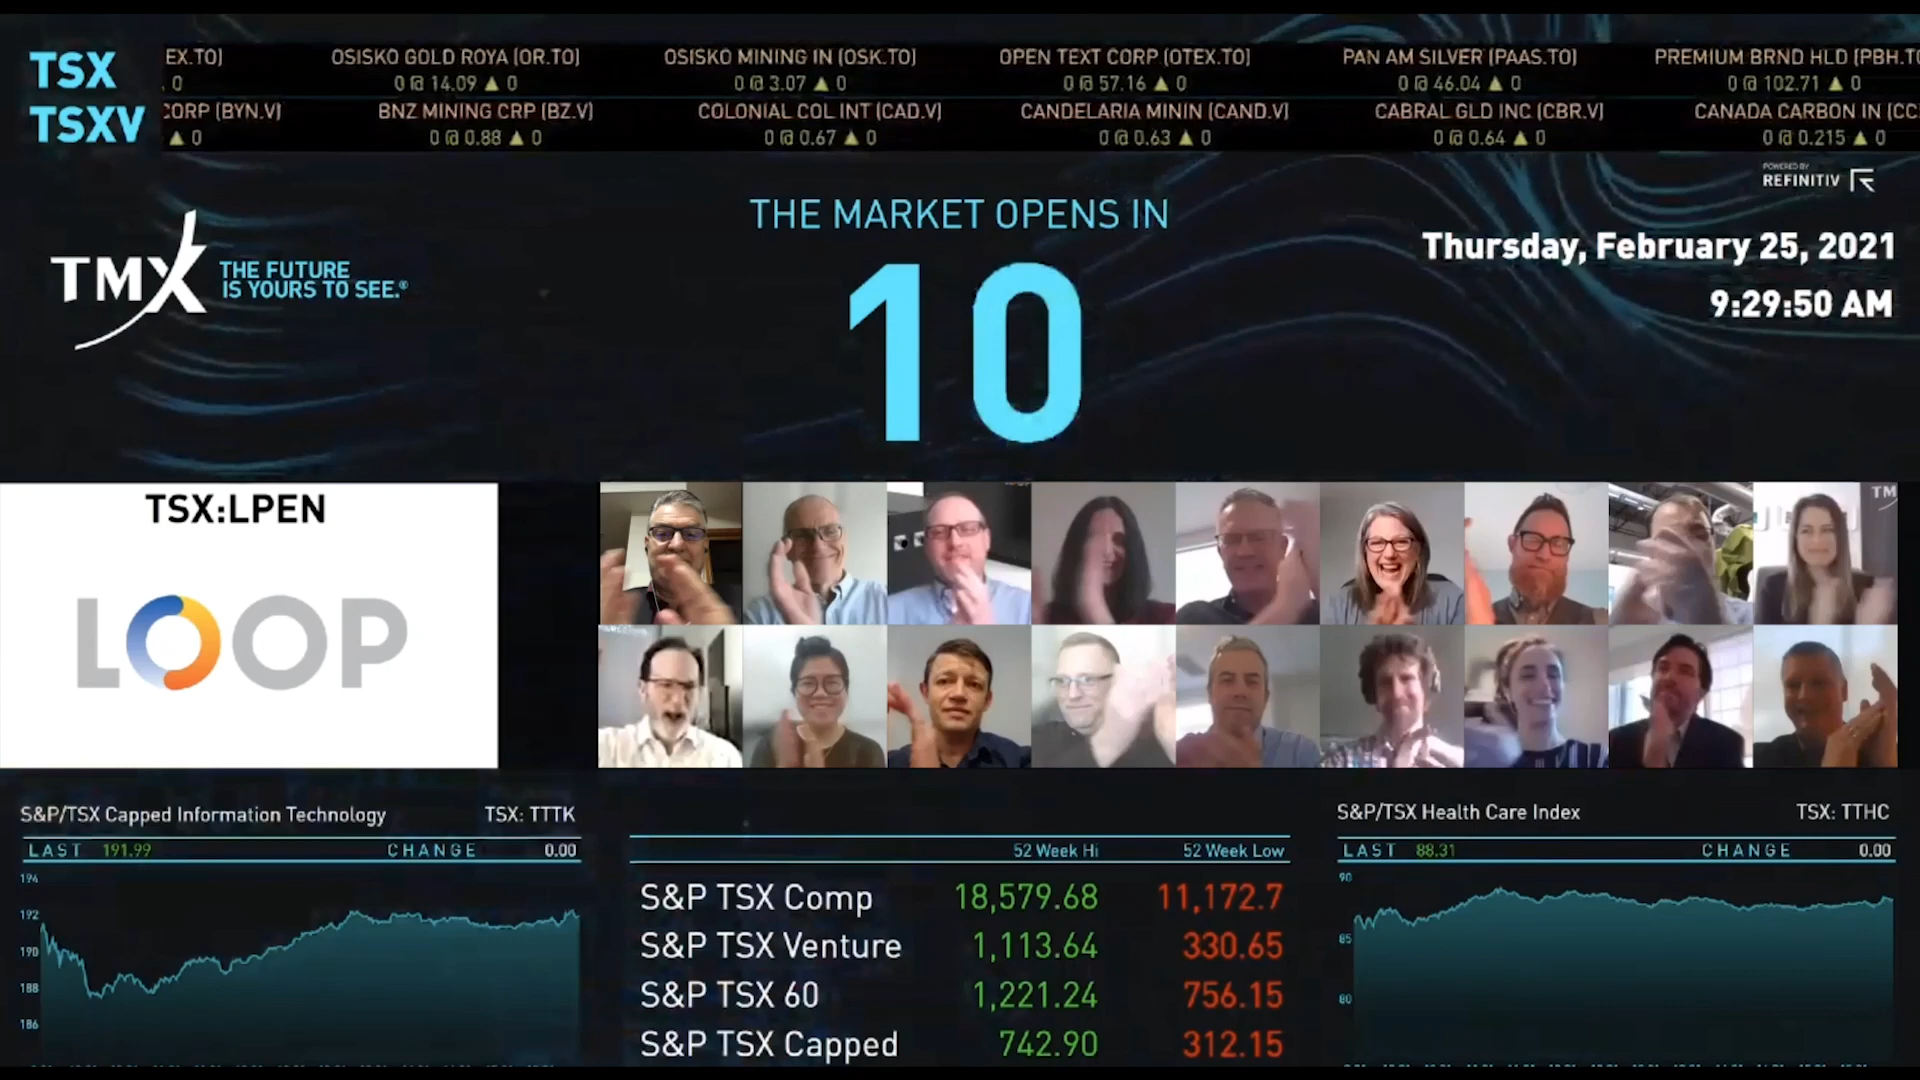 TSX
TSXV
EX.TO) OSISKO GOLD ROYA (OR.TO) OSISKO MINING IN (OSK.TO) OPEN TEXT CORP (OTEX.TO) PAN AM SILVER (PAAS.TO) PREMIUM BRND HLD (PBH.TO
0 0 @ 14.09 ▲ 0 0 @ 3.07 ▲ 0 0 @ 57.16 ▲ 0 0 @ 46.04 ▲ 0 0 @ 102.71 ▲ 0
CORP (BYN.V) BNZ MINING CRP (BZ.V) COLONIAL COL INT (CAD.V) CANDELARIA MININ (CAND.V) CABRAL GLD INC (CBR.V) CANADA CARBON IN (CC
▲ 0 0 @ 0.88 ▲ 0 0 @ 0.67 ▲ 0 0 @ 0.63 ▲ 0 0 @ 0.64 ▲ 0 0 @ 0.215 ▲ 0
POWERED BY
REFINITIV
TMX THE FUTURE
IS YOURS TO SEE.®
THE MARKET OPENS IN
10
Thursday, February 25, 2021
9:29:50 AM
TSX:LPEN
LOOP
TM
S&P/TSX Capped Information Technology TSX: TTTK
LAST 191.99 CHANGE 0.00
194
192
190
188
186
52 Week Hi 52 Week Low
S&P TSX Comp 18,579.68 11,172.7
S&P TSX Venture 1,113.64 330.65
S&P TSX 60 1,221.24 756.15
S&P TSX Capped 742.90 312.15
S&P/TSX Health Care Index TSX: TTHC
LAST 88.31 CHANGE 0.00
90
85
80